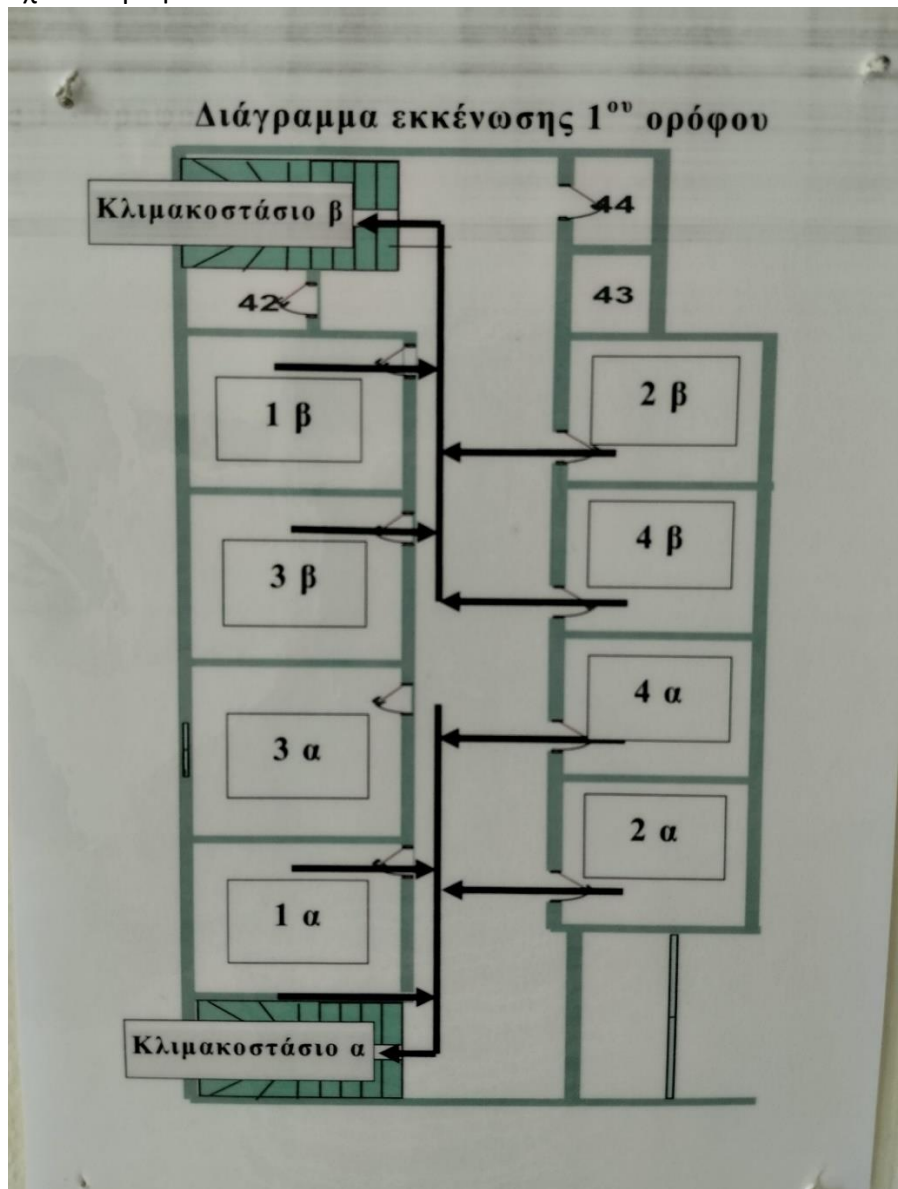 Διάγραμμα εκκένωσης 1ου ορόφου
Κλιμακοστάσιο β
44
42
43
1 β
2 β
3 β
4 β
3 α
4 α
1 α
2 α
Κλιμακοστάσιο α